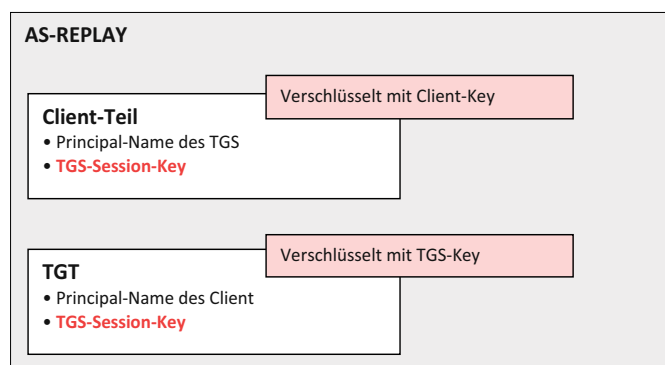 AS-REPLAY
Verschlüsselt mit Client-Key
Client-Teil
• Principal-Name des TGS
• TGS-Session-Key
Verschlüsselt mit TGS-Key
TGT
• Principal-Name des Client
• TGS-Session-Key